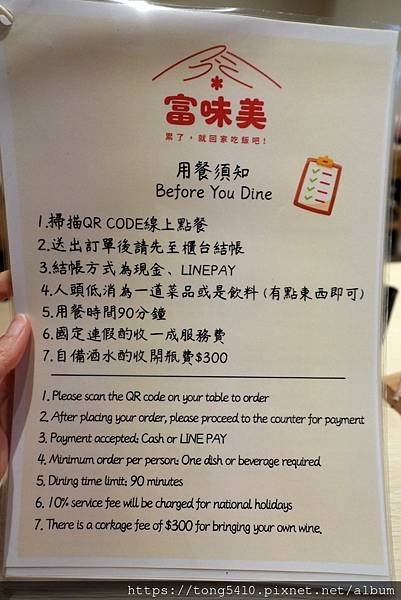 富味美
累了，就回家吃飯吧！
用餐須知
Before You Dine
1.掃描QR CODE線上點餐
2.送出訂單後請先至櫃台結帳
3.結帳方式為現金、LINEPAY
4.人頭低消為一道菜品或是飲料(有點東西即可)
5.用餐時間90分鐘
6.國定連假酌收一成服務費
7.自備酒水酌收開瓶費$300
1. Please scan the QR code on your table to order
2. After placing your order, please proceed to the counter for payment
3. Payment accepted: Cash or LINE PAY
4. Minimum order per person: One dish or beverage required
5. Dining time limit: 90 minutes
6. 10% service fee will be charged for national holidays
7. There is a corkage fee of $300 for bringing your own wine.
https://tong5410.pixnet.net/album